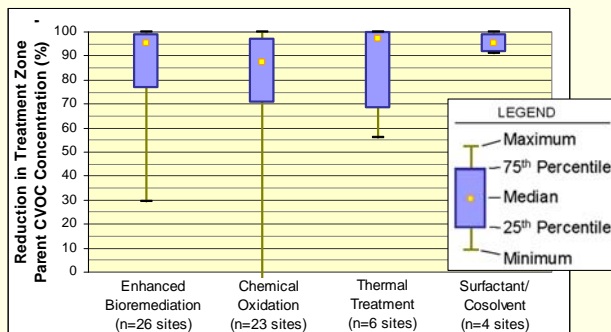 Reduction in Treatment Zone
Parent CVOC Concentration (%)
100
90
80
70
60
50
40
30
20
10
0
Enhanced
Bioremediation
(n=26 sites)
Chemical
Oxidation
(n=23 sites)
Thermal
Treatment
(n=6 sites)
Surfactant/
Cosolvent
(n=4 sites)
LEGEND
Maximum
75th Percentile
Median
25th Percentile
Minimum